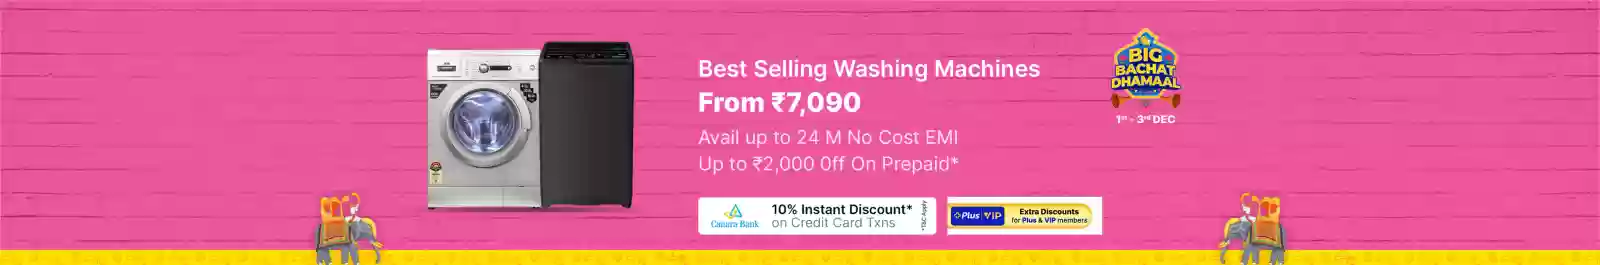 Best Selling Washing Machines
From ₹7,090
Avail up to 24 M No Cost EMI
Up to ₹2,000 0ff On Prepaid*
Canara Bank
10% Instant Discount*
on Credit Card Txns
*T&C Apply
Plus VIP
Extra Discounts
for Plus & VIP members
BIG
BACHAT
DHAMAAL
1st - 3rd DEC